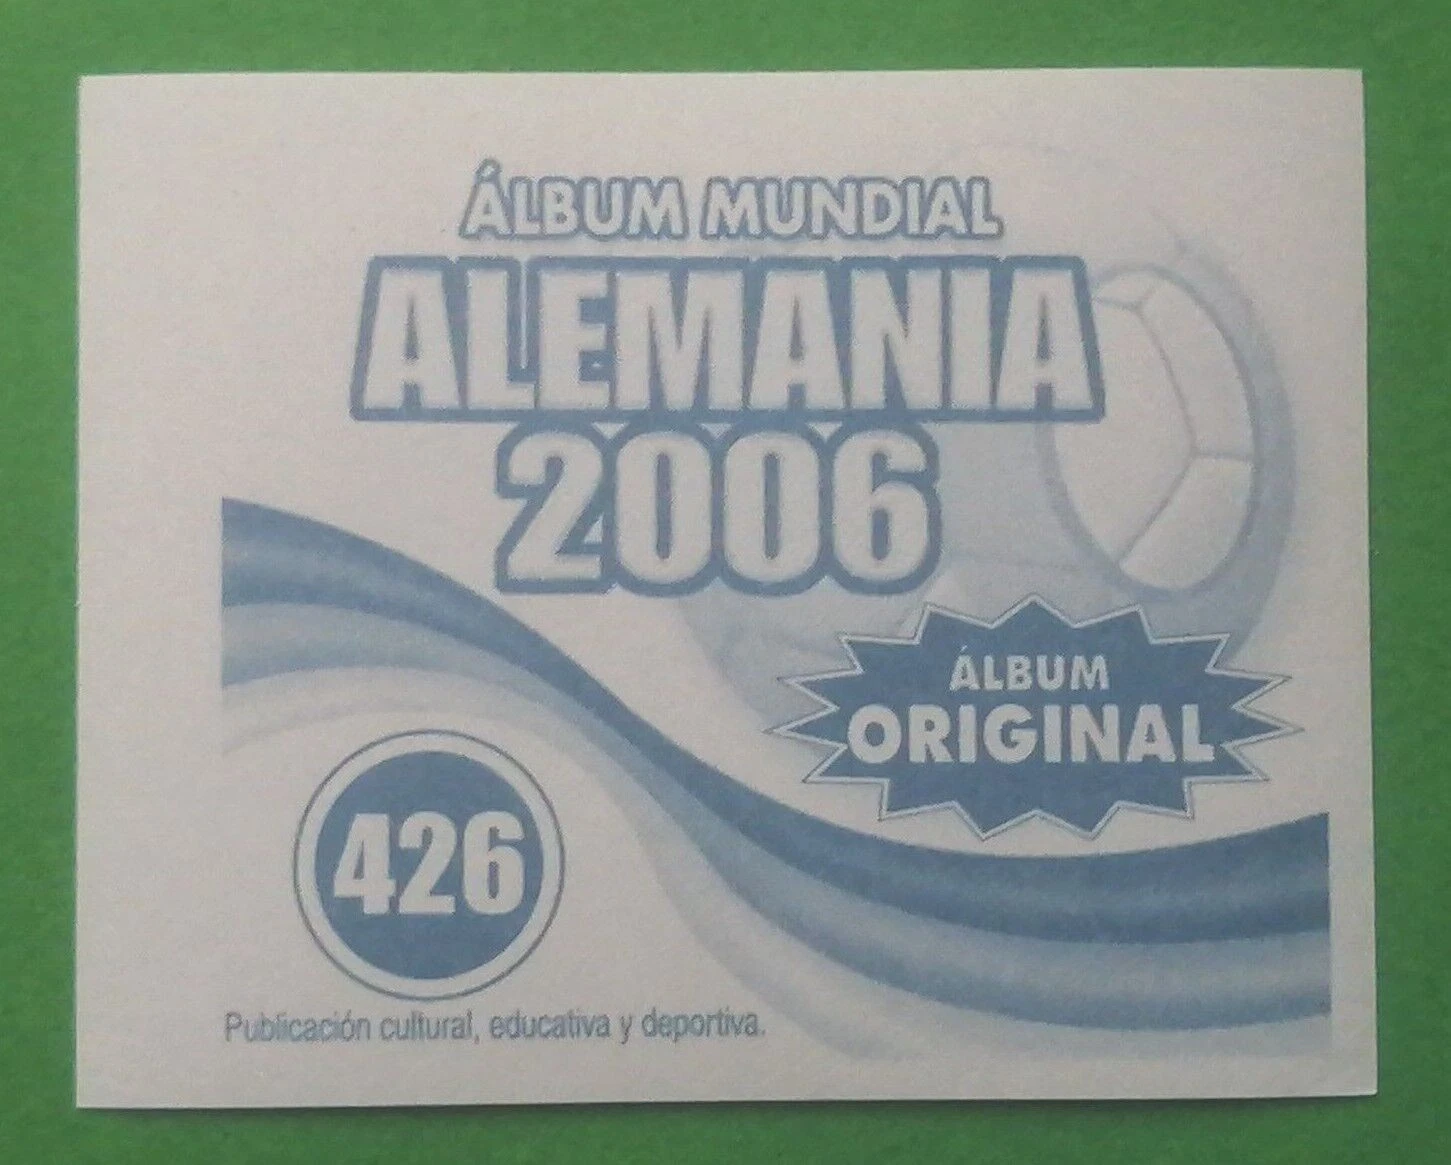 ÁLBUM MUNDIAL
ALEMANIA
2006
ÁLBUM
ORIGINAL
426
Publicación cultural, educativa y deportiva.